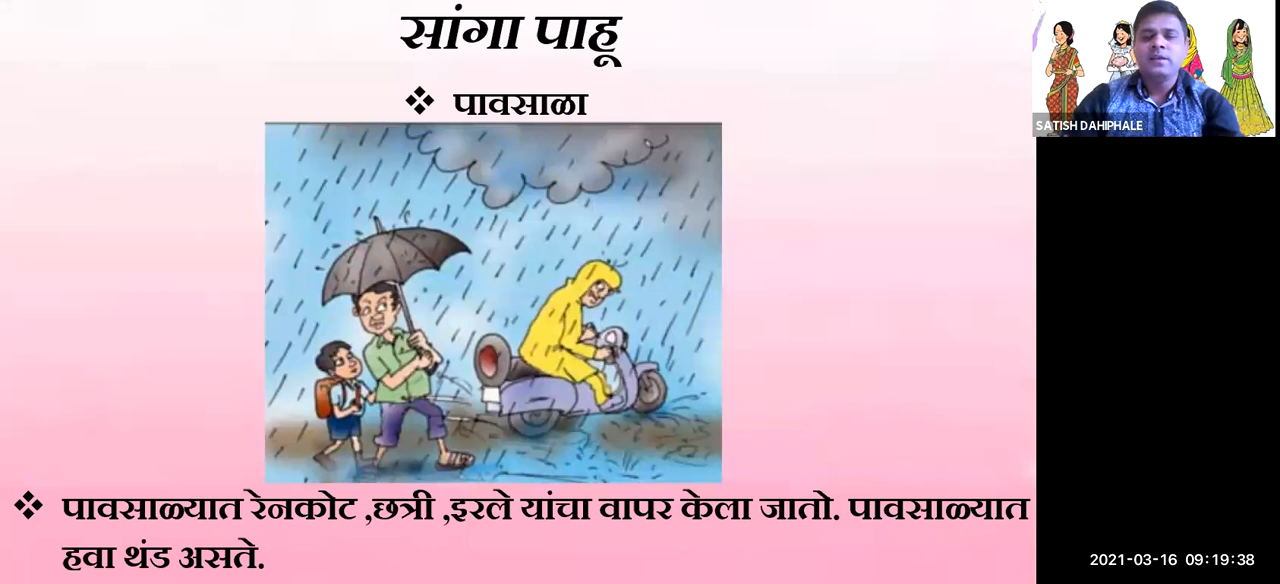 सांगा पाहू
❖ पावसाळा
SATISH DAHIPHALE
❖ पावसाळ्यात रेनकोट ,छत्री ,इरले यांचा वापर केला जातो. पावसाळ्यात
हवा थंड असते.
2021-03-16 09:19:38